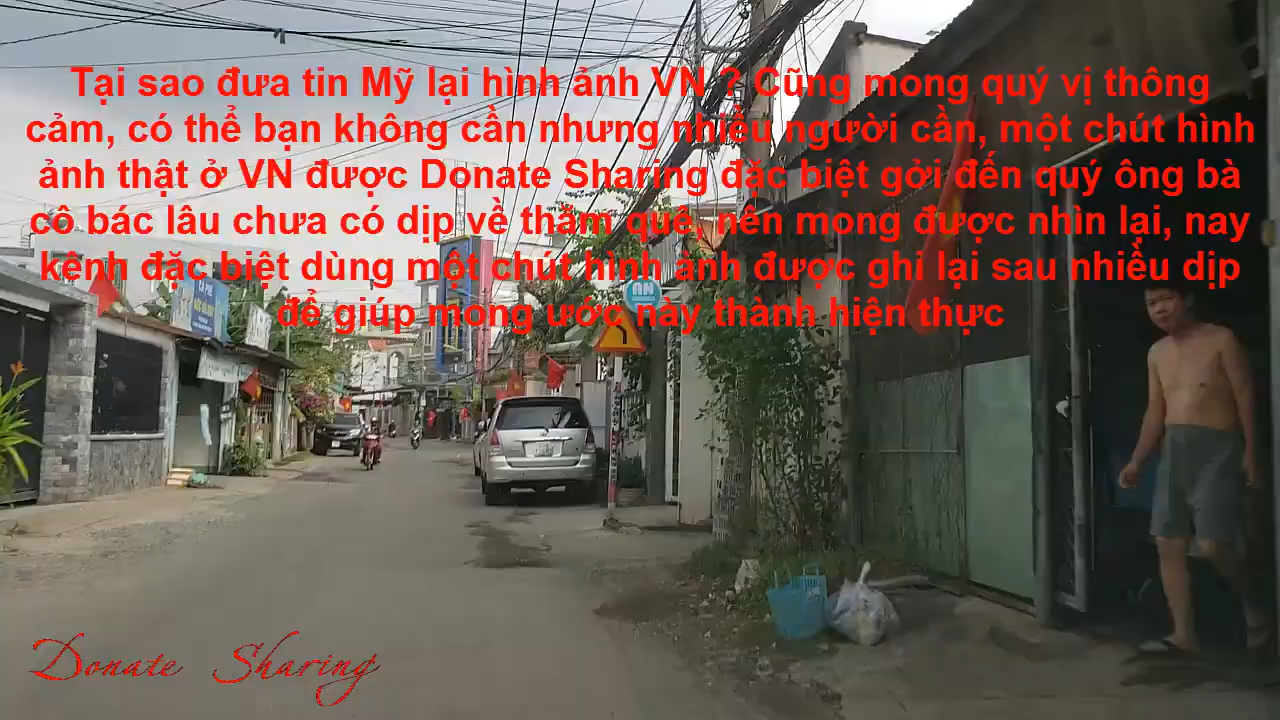 Tại sao đưa tin Mỹ lại hình ảnh VN ? Cũng mong quý vị thông
cảm, có thể bạn không cần nhưng nhiều người cần, một chút hình
ảnh thật ở VN được Donate Sharing đặc biệt gởi đến quý ông bà
cô bác lâu chưa có dịp về thăm quê, nên mong được nhìn lại, nay
kênh đặc biệt dùng một chút hình ảnh được ghi lại sau nhiều dịp
để giúp mong ước này thành hiện thực
AN
Donate Sharing